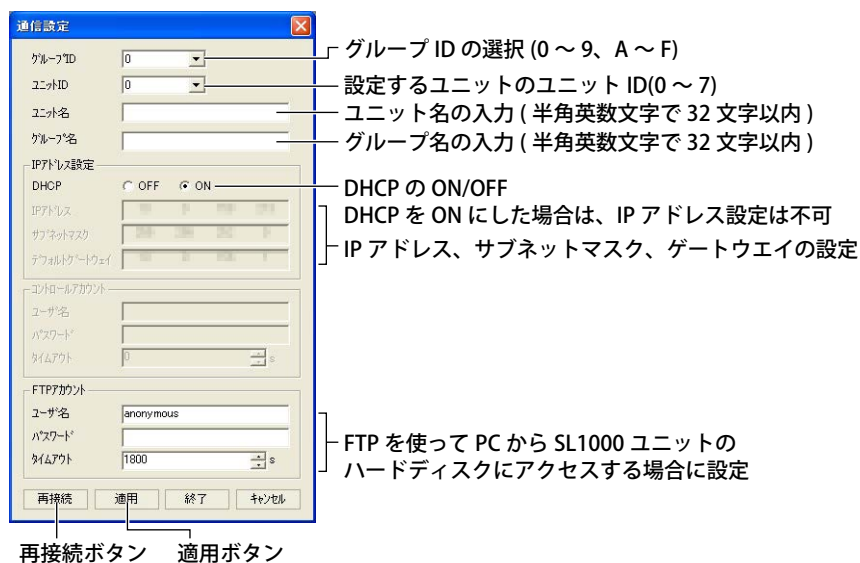 通信設定
グループID 0 グループ ID の選択 (0 ～ 9、A ～ F)
ユニットID 0 設定するユニットのユニット ID(0 ～ 7)
ユニット名 ユニット名の入力 ( 半角英数文字で 32 文字以内 )
グループ名 グループ名の入力 ( 半角英数文字で 32 文字以内 )
IPアドレス設定
DHCP OFF ON DHCP の ON/OFF
IPアドレス DHCP を ON にした場合は、IP アドレス設定は不可
サブネットマスク IP アドレス、サブネットマスク、ゲートウエイの設定
デフォルトゲートウェイ
コントロールアカウント
ユーザ名
パスワード
タイムアウト 0 s
FTPアカウント
ユーザ名 anonymous
パスワード FTP を使って PC から SL1000 ユニットの
タイムアウト 1800 s ハードディスクにアクセスする場合に設定
再接続 適用 終了 キャンセル
再接続ボタン 適用ボタン